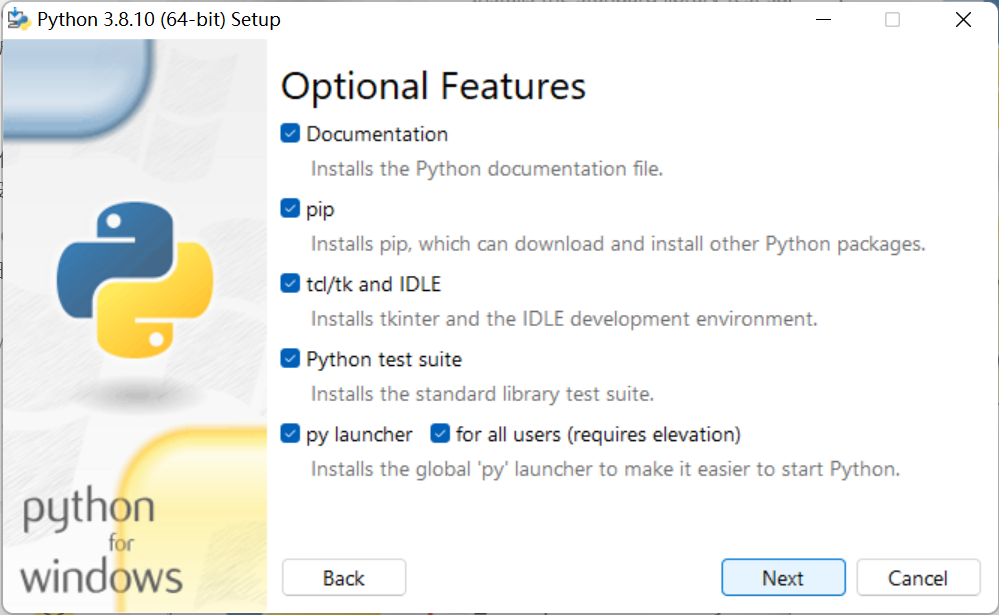 Python 3.8.10 (64-bit) Setup
Optional Features
Documentation
Installs the Python documentation file.
pip
Installs pip, which can download and install other Python packages.
tcl/tk and IDLE
Installs tkinter and the IDLE development environment.
Python test suite
Installs the standard library test suite.
py launcher for all users (requires elevation)
Installs the global 'py' launcher to make it easier to start Python.
python
for
windows
Back Next Cancel